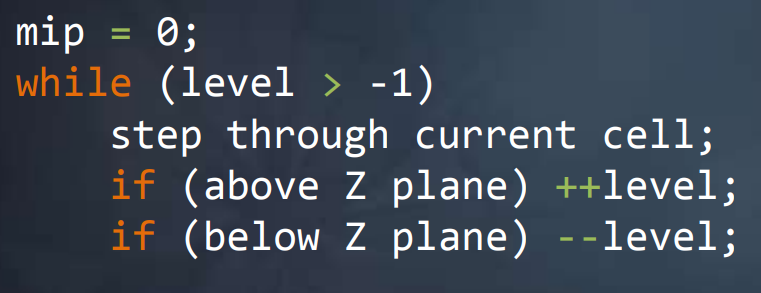 mip = 0;
while (level > -1)
    step through current cell;
    if (above Z plane) ++level;
    if (below Z plane) --level;